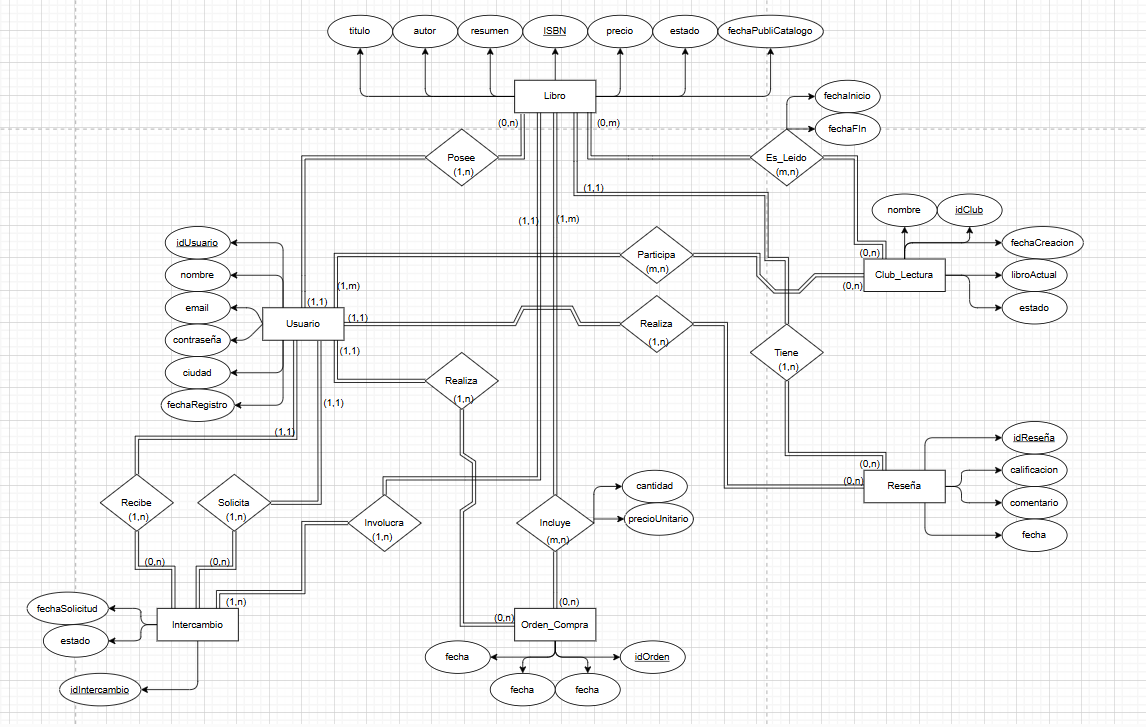 titulo
autor
resumen
ISBN
precio
estado
fechaPubliCatalogo
Libro
fechaInicio
(0,n)
(0,m)
fechaFIn
Posee
(1,n)
Es_Leido
(m,n)
(1,1)
nombre
idClub
(1,1)
(1,m)
idUsuario
fechaCreacion
Participa
(m,n)
(0,n)
nombre
Club_Lectura
libroActual
(1,m)
(0,n)
(1,1)
email
estado
Usuario
(1,1)
Realiza
(1,n)
contraseña
(1,1)
Tiene
(1,n)
ciudad
Realiza
(1,n)
fechaRegistro
(1,1)
(1,1)
idReseña
(0,n)
calificacion
(0,n)
Reseña
cantidad
Recibe
(1,n)
Solicita
(1,n)
comentario
Involucra
(1,n)
Incluye
(m,n)
precioUnitario
fecha
(0,n)
(0,n)
(1,n)
(0,n)
fechaSolicitud
(0,n)
Intercambio
Orden_Compra
estado
fecha
idOrden
idIntercambio
fecha
fecha